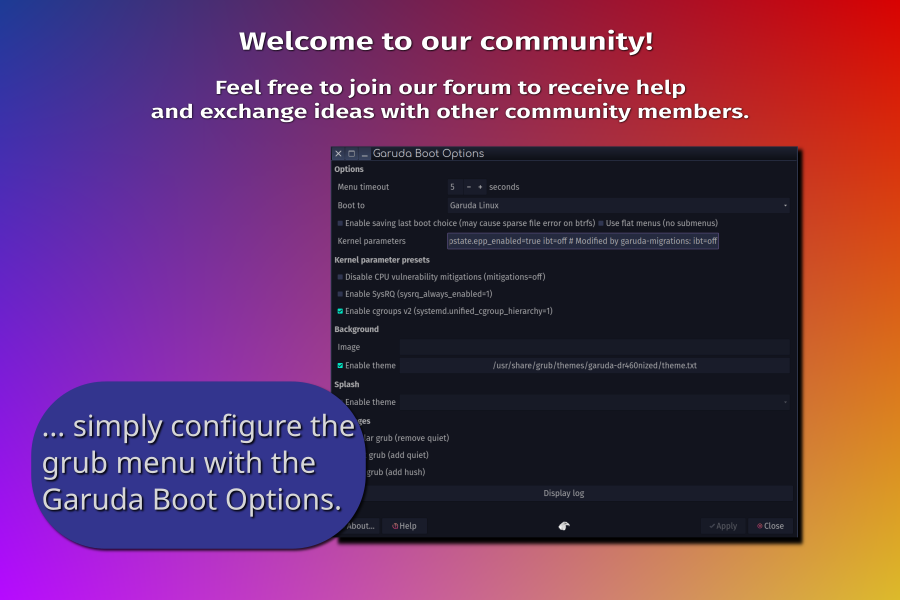 Welcome to our community!
Feel free to join our forum to receive help
and exchange ideas with other community members.
Garuda Boot Options
Options
Menu timeout 5 - + seconds
Boot to Garuda Linux
Enable saving last boot choice (may cause sparse file error on btrfs) Use flat menus (no submenus)
Kernel parameters pstate.epp_enabled=true ibt=off # Modified by garuda-migrations: ibt=off
Kernel parameter presets
Disable CPU vulnerability mitigations (mitigations=off)
Enable SysRQ (sysrq_always_enabled=1)
Enable cgroups v2 (systemd.unified_cgroup_hierarchy=1)
Background
Image
Enable theme /usr/share/grub/themes/garuda-dr460nized/theme.txt
Splash
Enable theme
... simply configure the
grub menu with the
Garuda Boot Options.
grub (remove quiet)
grub (add quiet)
grub (add hush)
Display log
About... Help Apply Close